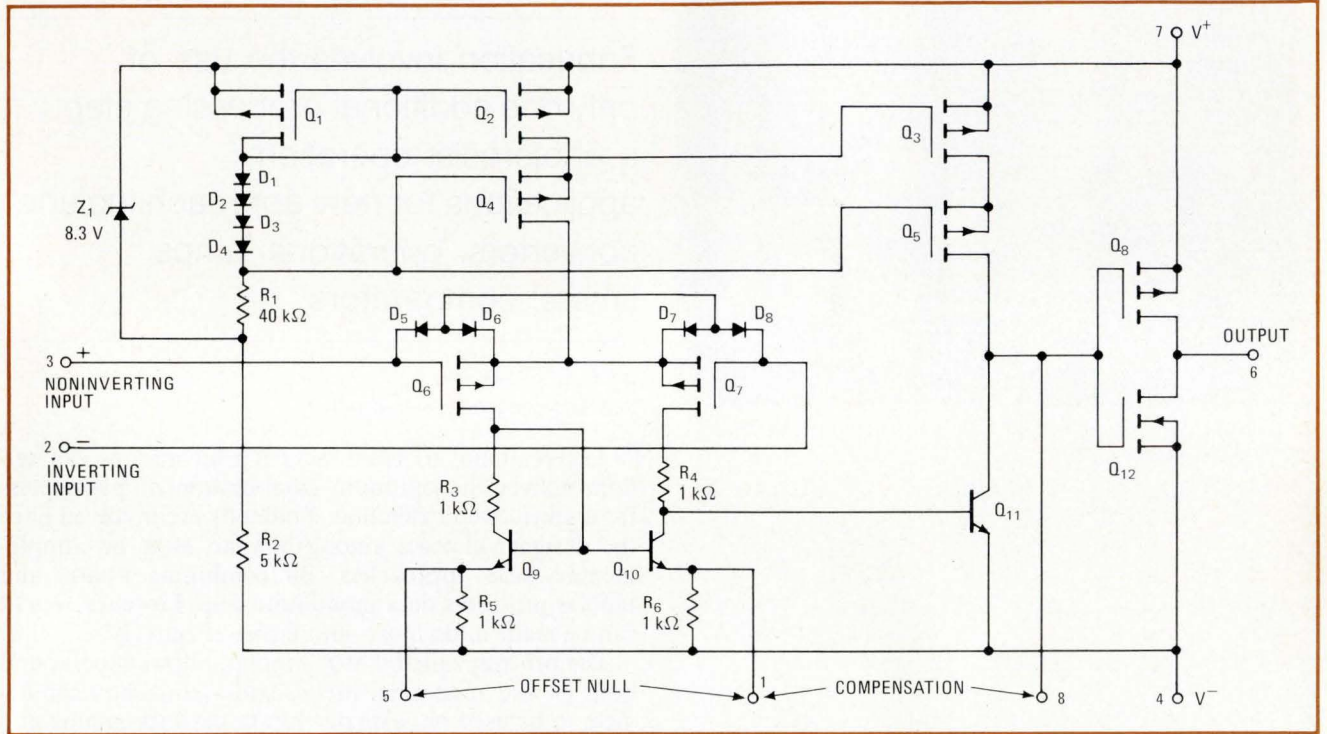 7 V+
Q1
Q2
Q3
D1
D2
D3
D4
Z1
8.3 V
Q4
Q5
Q8
R1
40 kΩ
D5 D6
D7 D8
OUTPUT
6
3 +
NONINVERTING
INPUT
Q6
Q7
2 −
INVERTING
INPUT
Q12
R3
1 kΩ
R4
1 kΩ
Q11
R2
5 kΩ
Q9
Q10
R5
1 kΩ
R6
1 kΩ
5 OFFSET NULL 1 COMPENSATION 8 4 V−